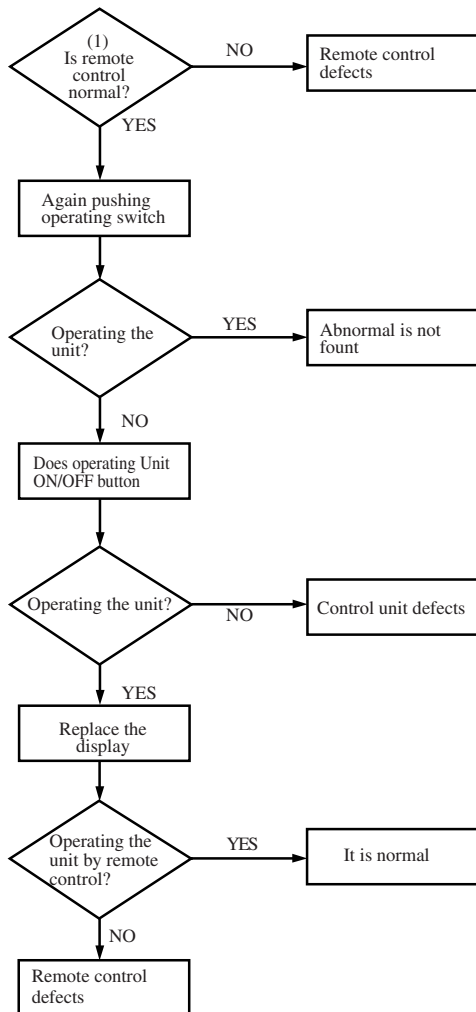 (1)
Is remote
control
normal?
NO
Remote control
defects
YES
Again pushing
operating switch
Operating the
unit?
YES
Abnormal is not
fount
NO
Does operating Unit
ON/OFF button
Operating the unit?
NO
Control unit defects
YES
Replace the
display
Operating the
unit by remote
control?
YES
It is normal
NO
Remote control
defects